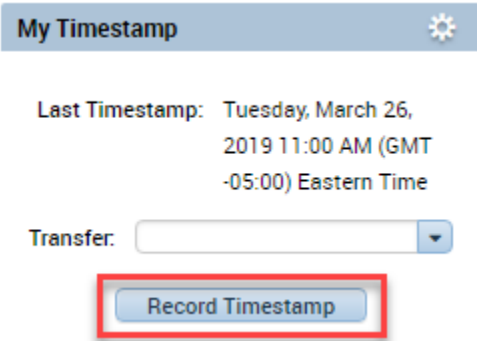 My Timestamp
Last Timestamp: Tuesday, March 26,
2019 11:00 AM (GMT
-05:00) Eastern Time
Transfer:
Record Timestamp